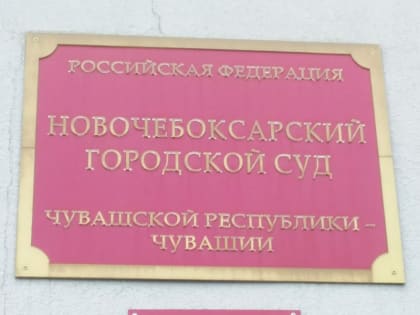 РОССИЙСКАЯ ФЕДЕРАЦИЯ
НОВОЧЕБОКСАРСКИЙ
ГОРОДСКОЙ СУД
ЧУВАШСКОЙ РЕСПУБЛИКИ –
ЧУВАШИИ